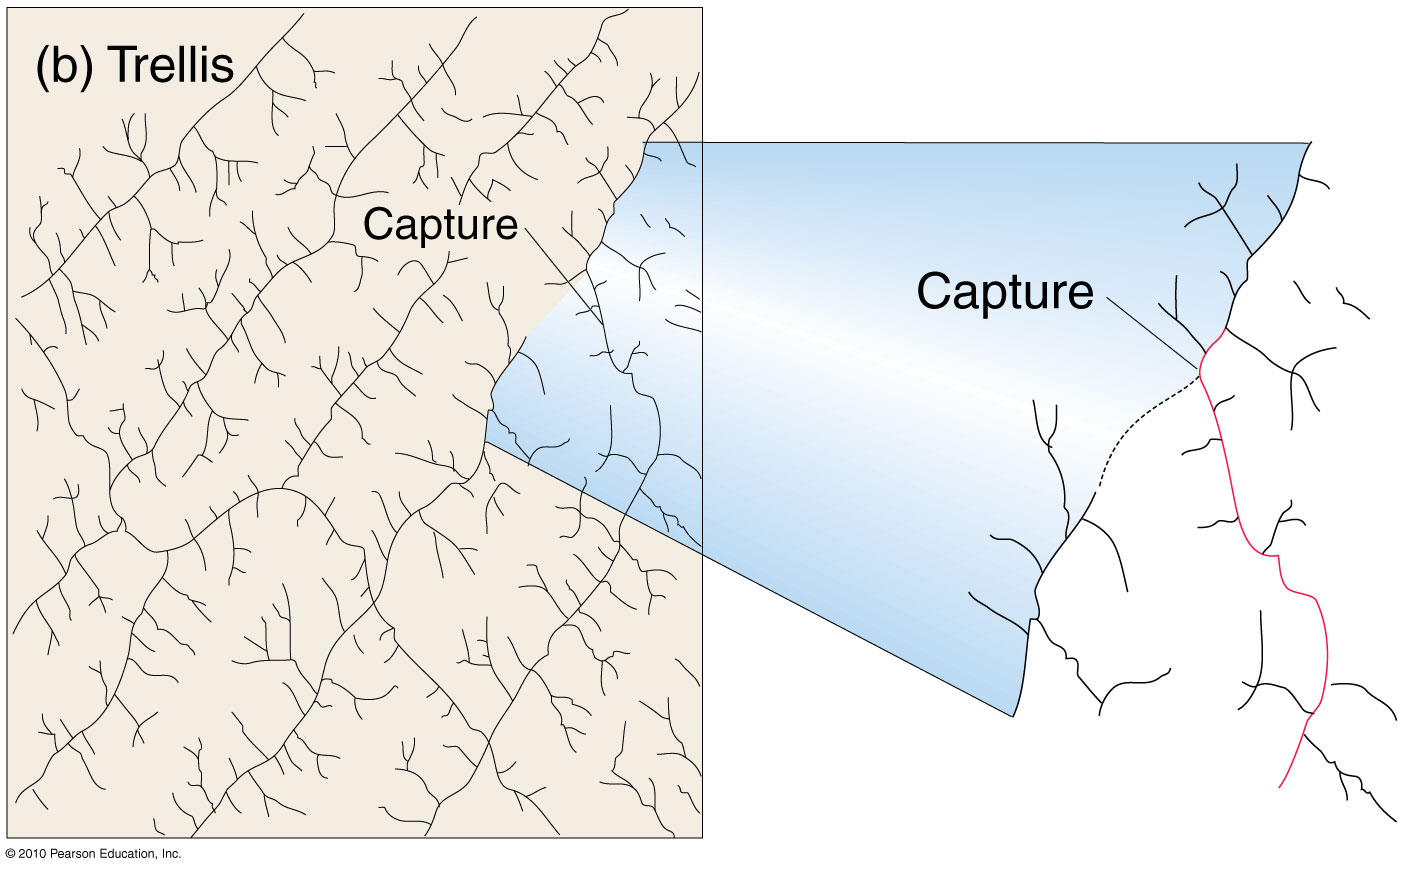 (b) Trellis
Capture
Capture
© 2010 Pearson Education, Inc.